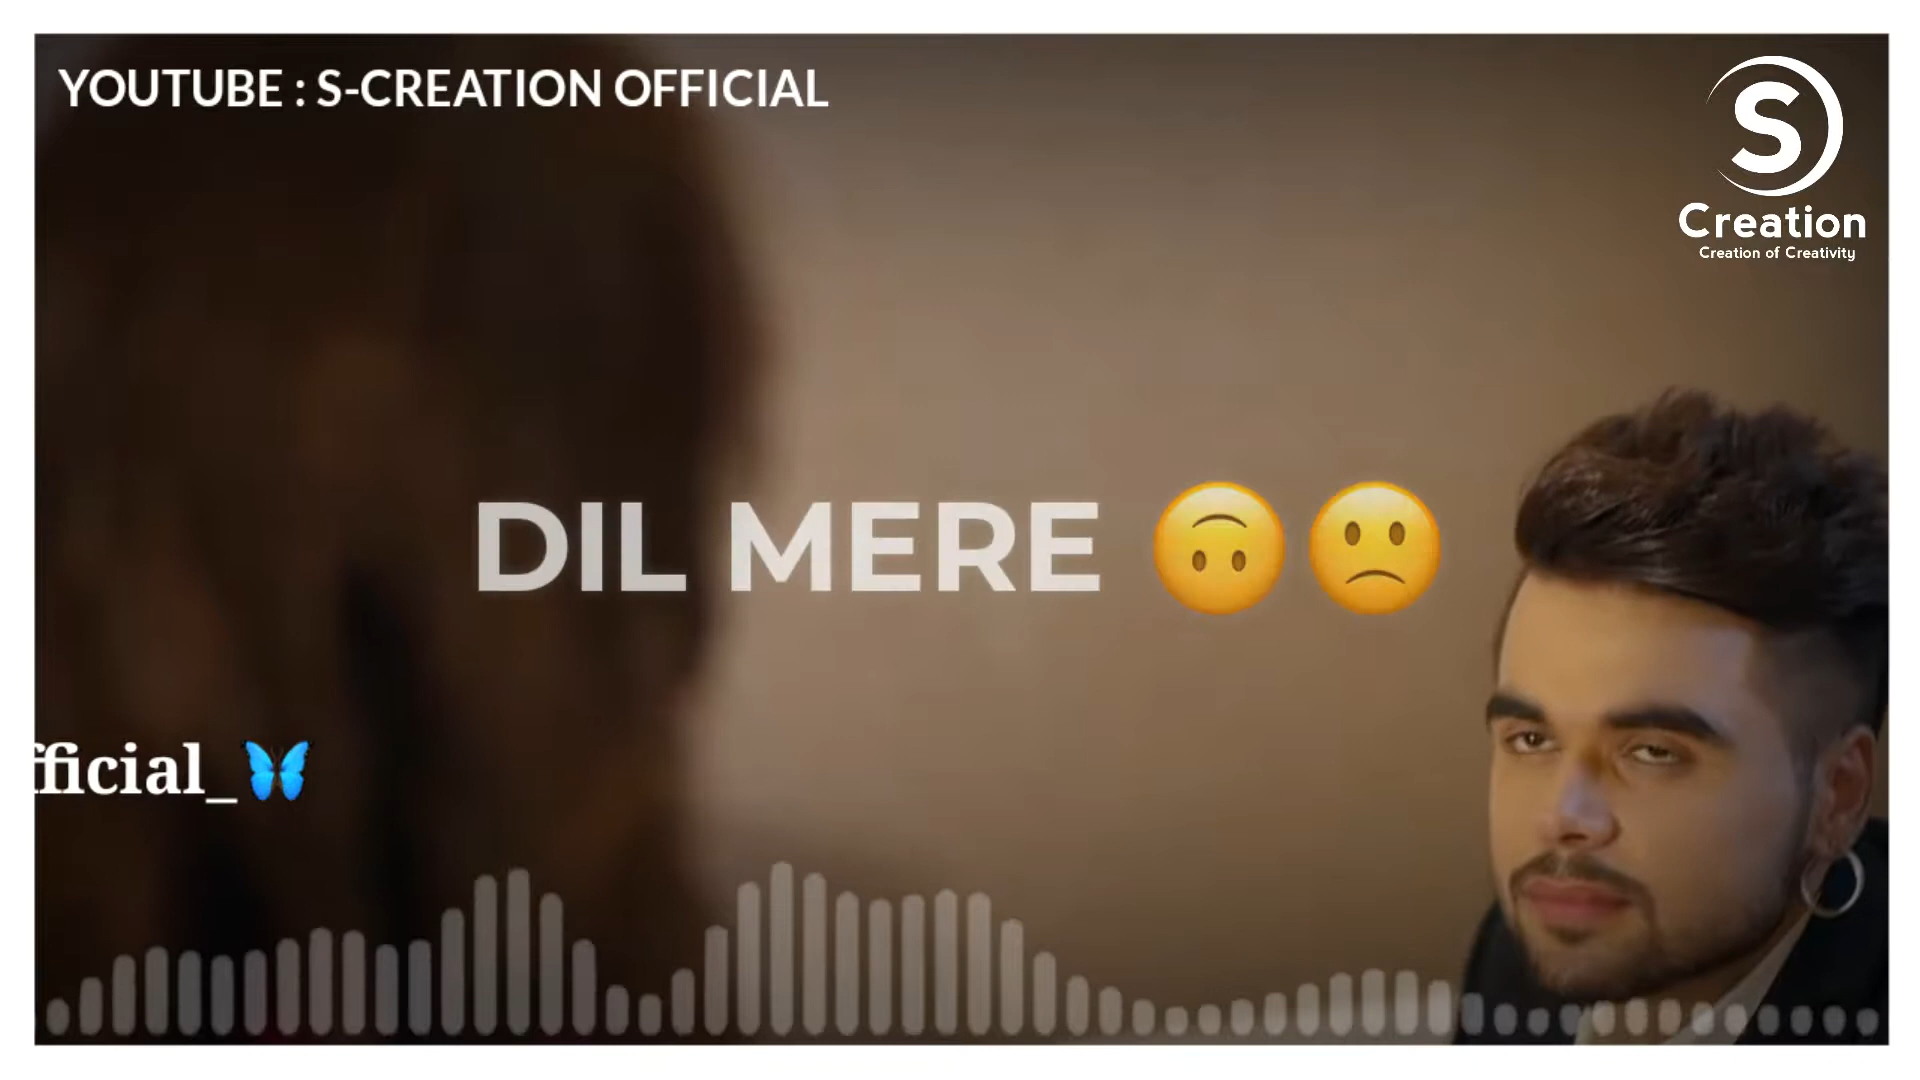 YOUTUBE : S-CREATION OFFICIAL
S
Creation
Creation of Creativity
DIL MERE 🙃🙁
fficial_🦋